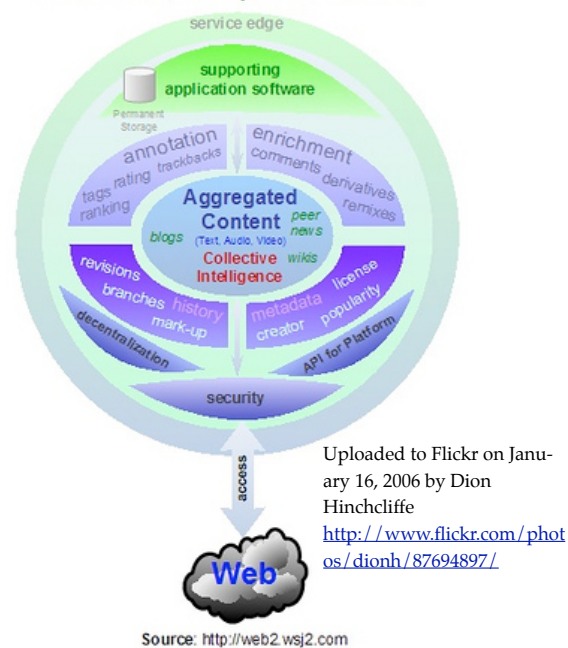 service edge
supporting
application software
Permanent
Storage
annotation
tags rating trackbacks
ranking
enrichment
comments derivatives
remixes
Aggregated
Content
(Text, Audio, Video)
blogs
peer
news
Collective
Intelligence
wikis
revisions
branches history
mark-up
metadata license
creator popularity
decentralization
API for Platform
security
access
Web
Uploaded to Flickr on Janu-
ary 16, 2006 by Dion
Hinchcliffe
http://www.flickr.com/phot
os/dionh/87694897/
Source: http://web2.wsj2.com